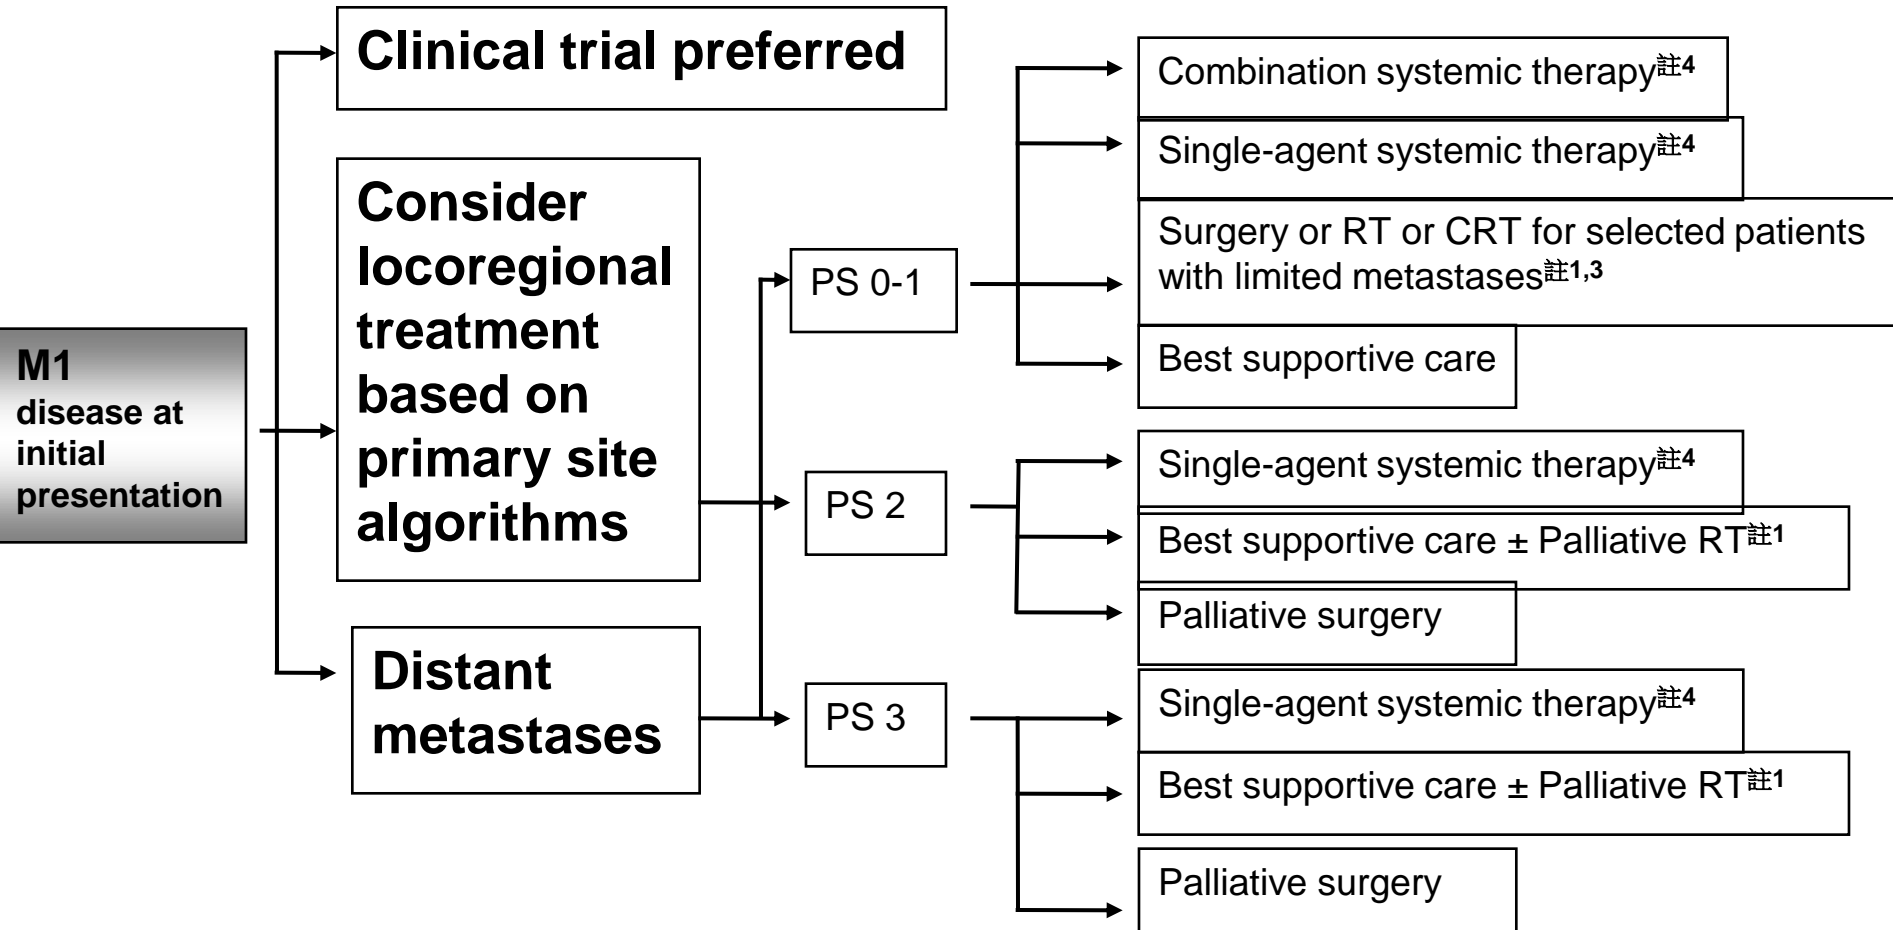 M1
disease at
initial
presentation
Clinical trial preferred
Consider
locoregional
treatment
based on
primary site
algorithms
Distant
metastases
PS 0-1
PS 2
PS 3
Combination systemic therapy註4
Single-agent systemic therapy註4
Surgery or RT or CRT for selected patients
with limited metastases註1,3
Best supportive care
Single-agent systemic therapy註4
Best supportive care ± Palliative RT註1
Palliative surgery
Single-agent systemic therapy註4
Best supportive care ± Palliative RT註1
Palliative surgery